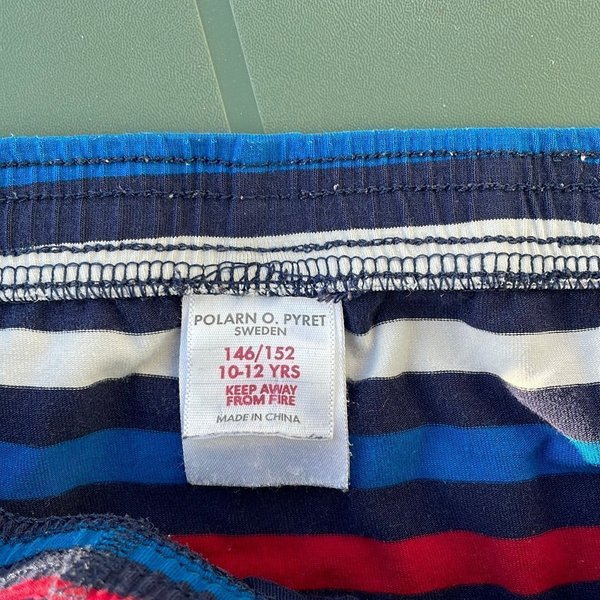 POLARN O. PYRET
SWEDEN
146/152
10-12 YRS
KEEP AWAY
FROM FIRE
MADE IN CHINA